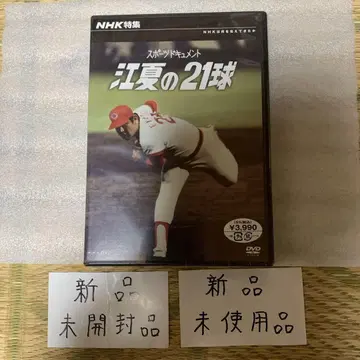 NHK特集
スポーツドキュメント
江夏の21球
¥3,990
DVD
新品
未開封品
新品
未使用品